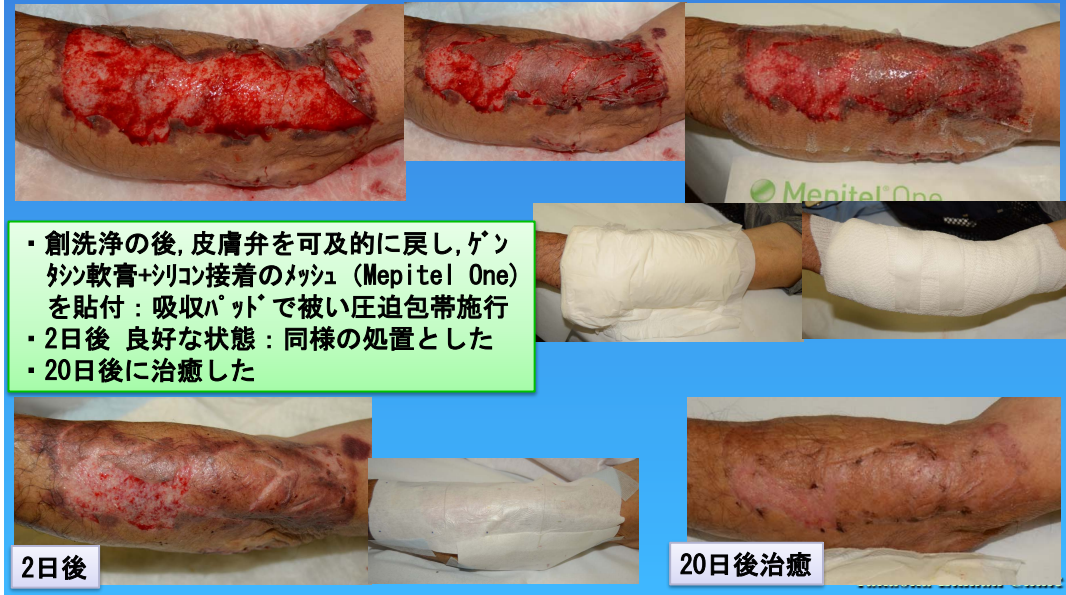 Mepitel® One
・創洗浄の後,皮膚弁を可及的に戻し,ｹﾞﾝ
ﾀｼﾝ軟膏+ｼﾘｺﾝ接着のﾒｯｼｭ (Mepitel One)
を貼付：吸収ﾊﾟｯﾄﾞで被い圧迫包帯施行
・2日後 良好な状態：同様の処置とした
・20日後に治癒した
2日後
20日後治癒